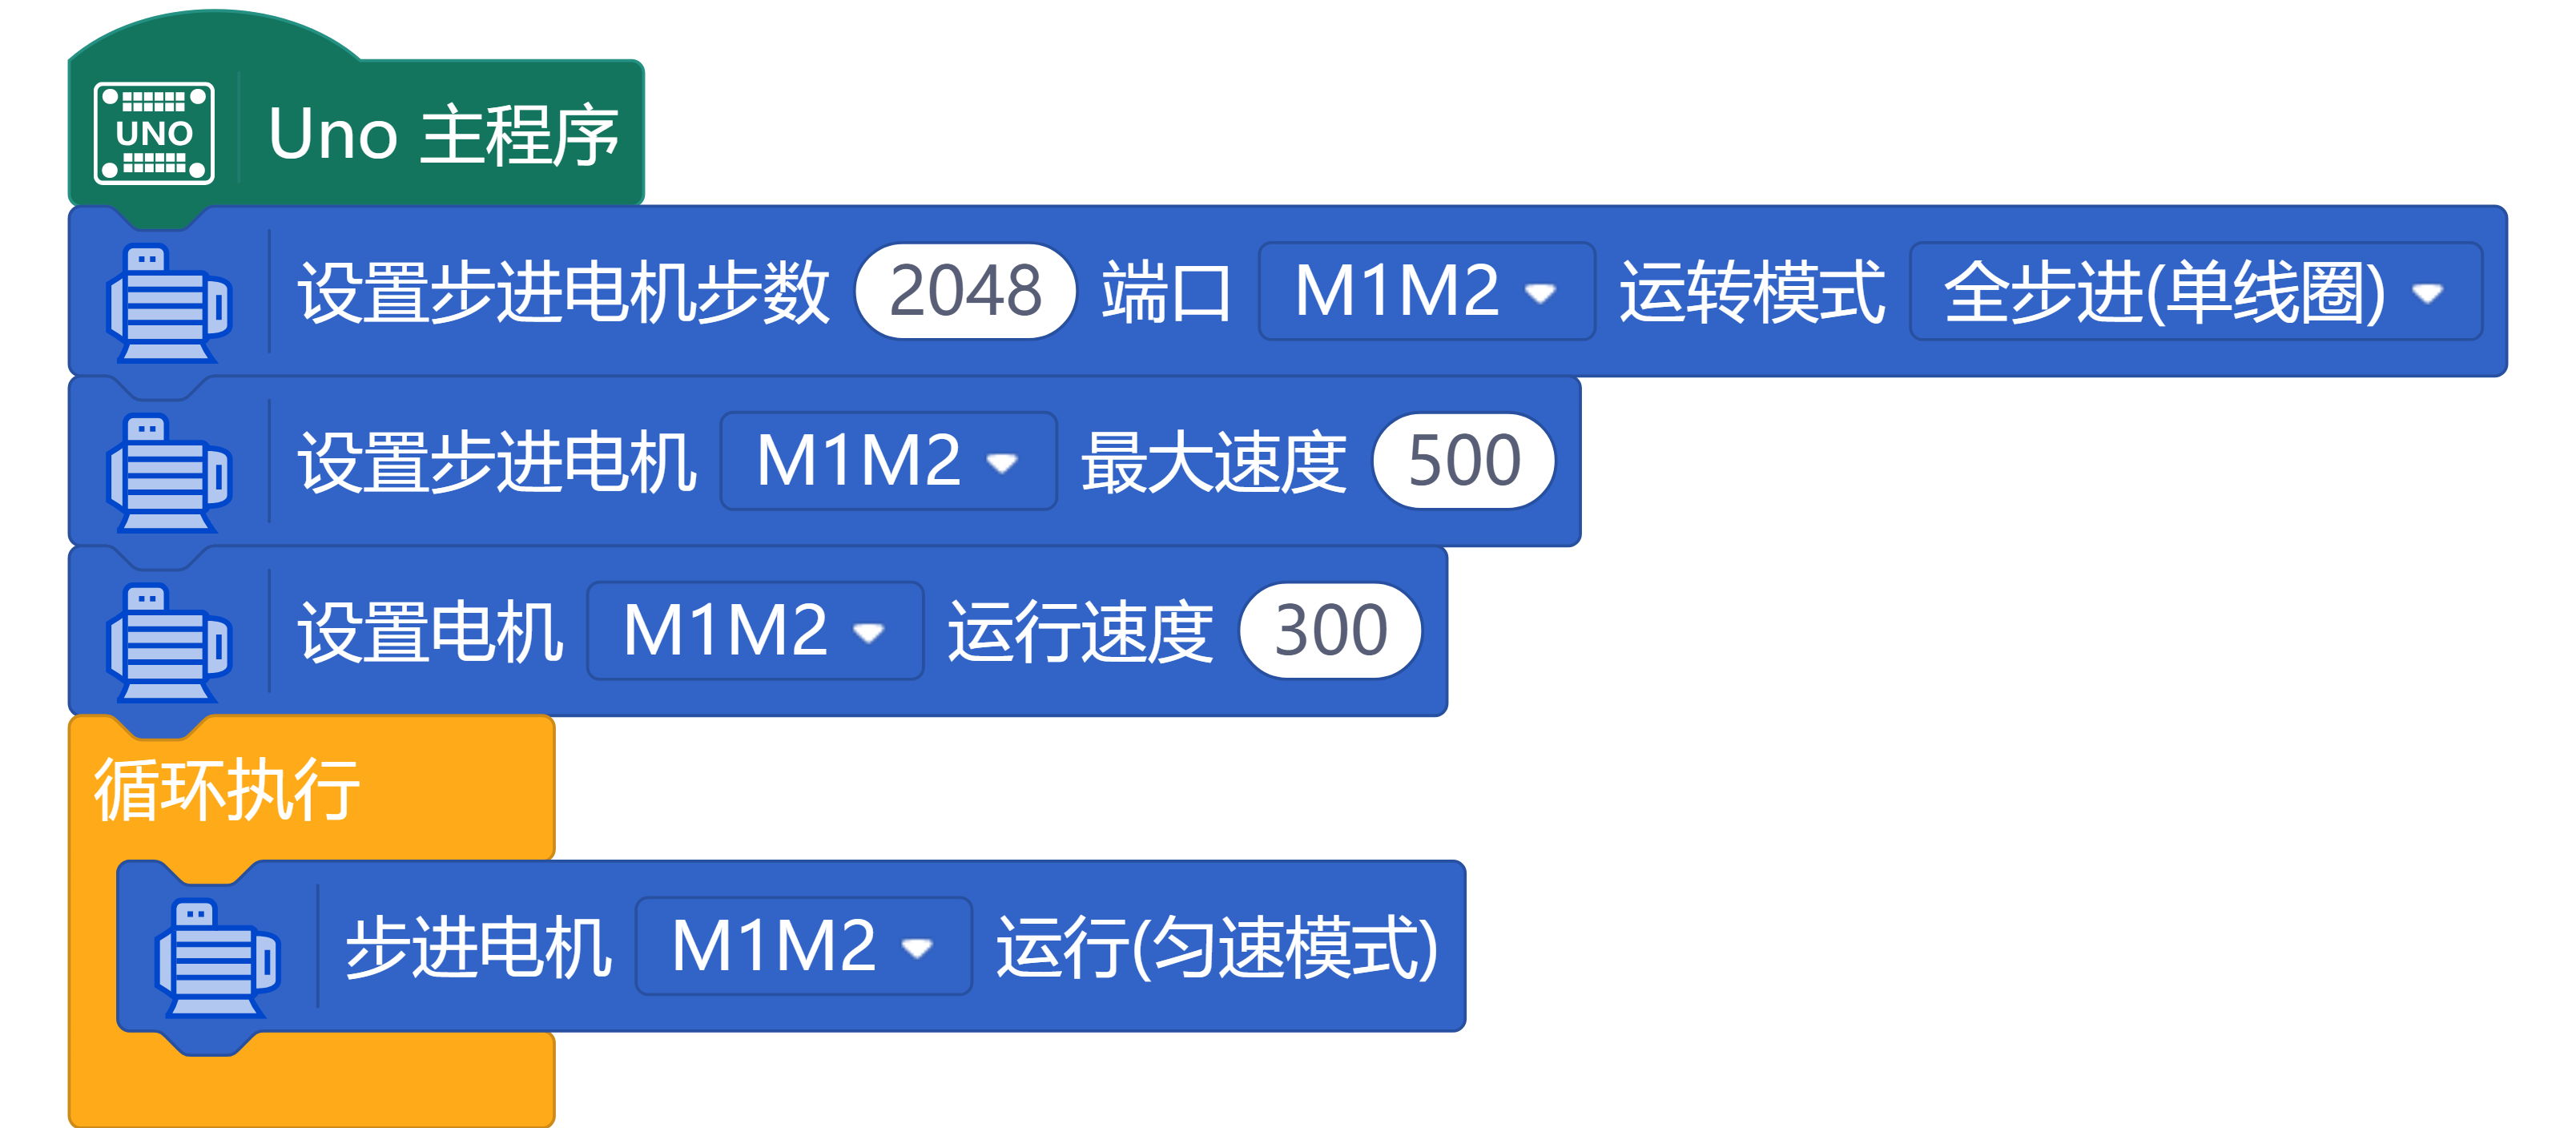 UNO Uno 主程序
设置步进电机步数 2048 端口 M1M2 运转模式 全步进(单线圈)
设置步进电机 M1M2 最大速度 500
设置电机 M1M2 运行速度 300
循环执行
步进电机 M1M2 运行(匀速模式)